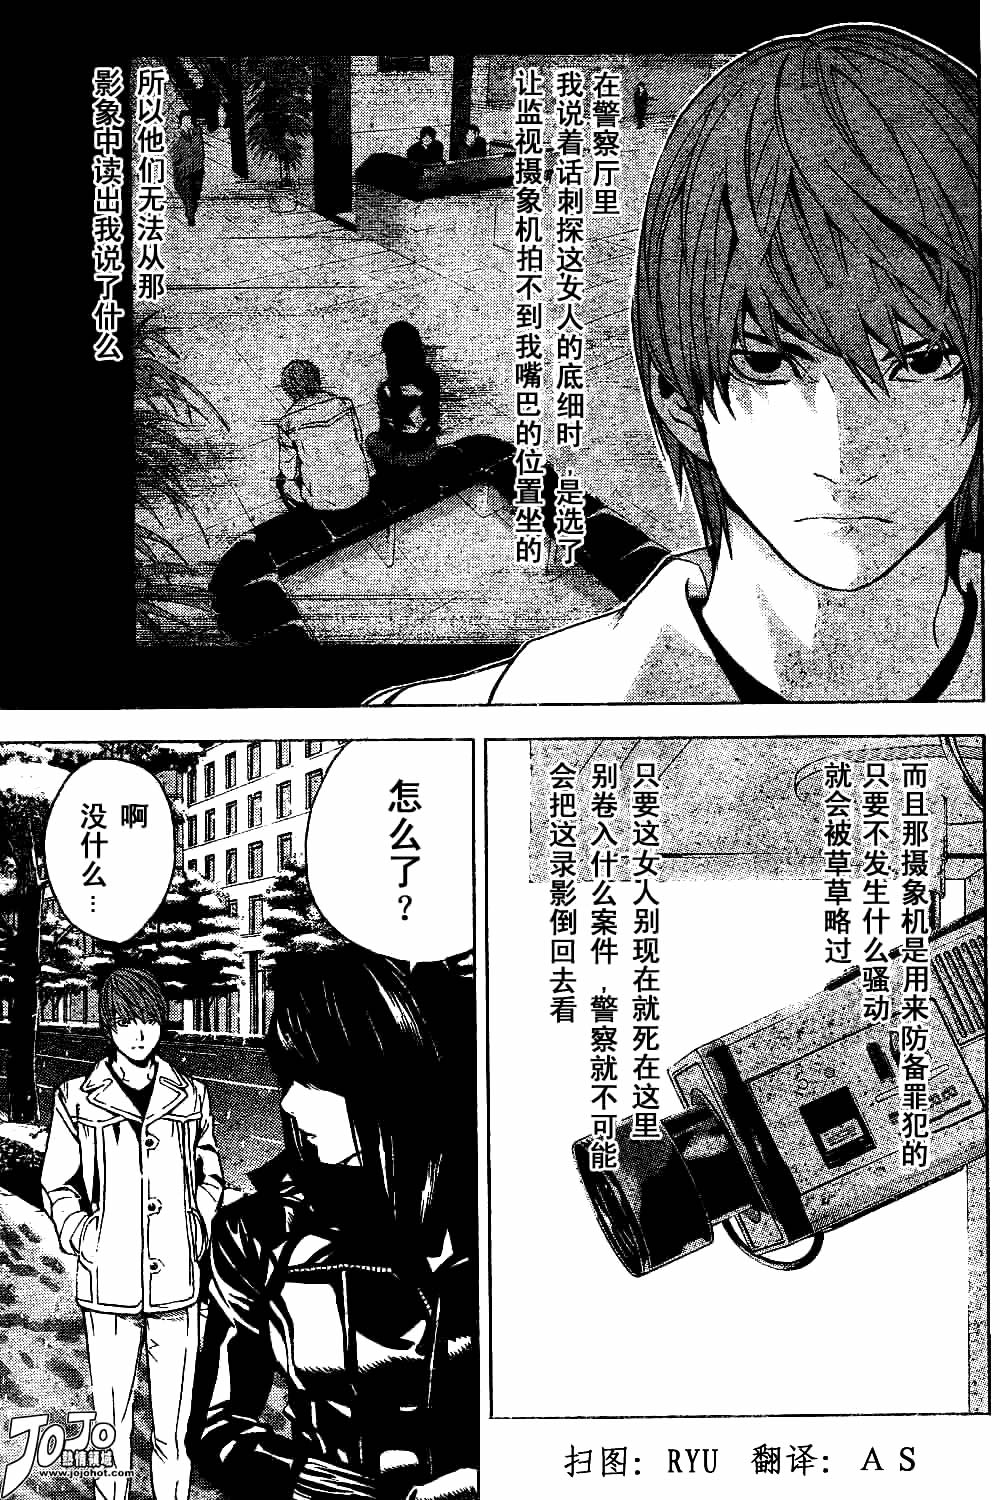 在警察厅里
我说着话刺探这女人的底细时，是选了
让监视摄象机拍不到我嘴巴的位置坐的
所以他们无法从那
影象中读出我说了什么
而且那摄象机是用来防备罪犯的
只要不发生什么骚动
就会被草草略过
只要这女人别现在就死在这里
别卷入什么案件，警察就不可能
会把这录影倒回去看
怎么了？
啊
没什么…
JOJO
热情领域
www.jojohot.com
扫图：RYU 翻译：AS